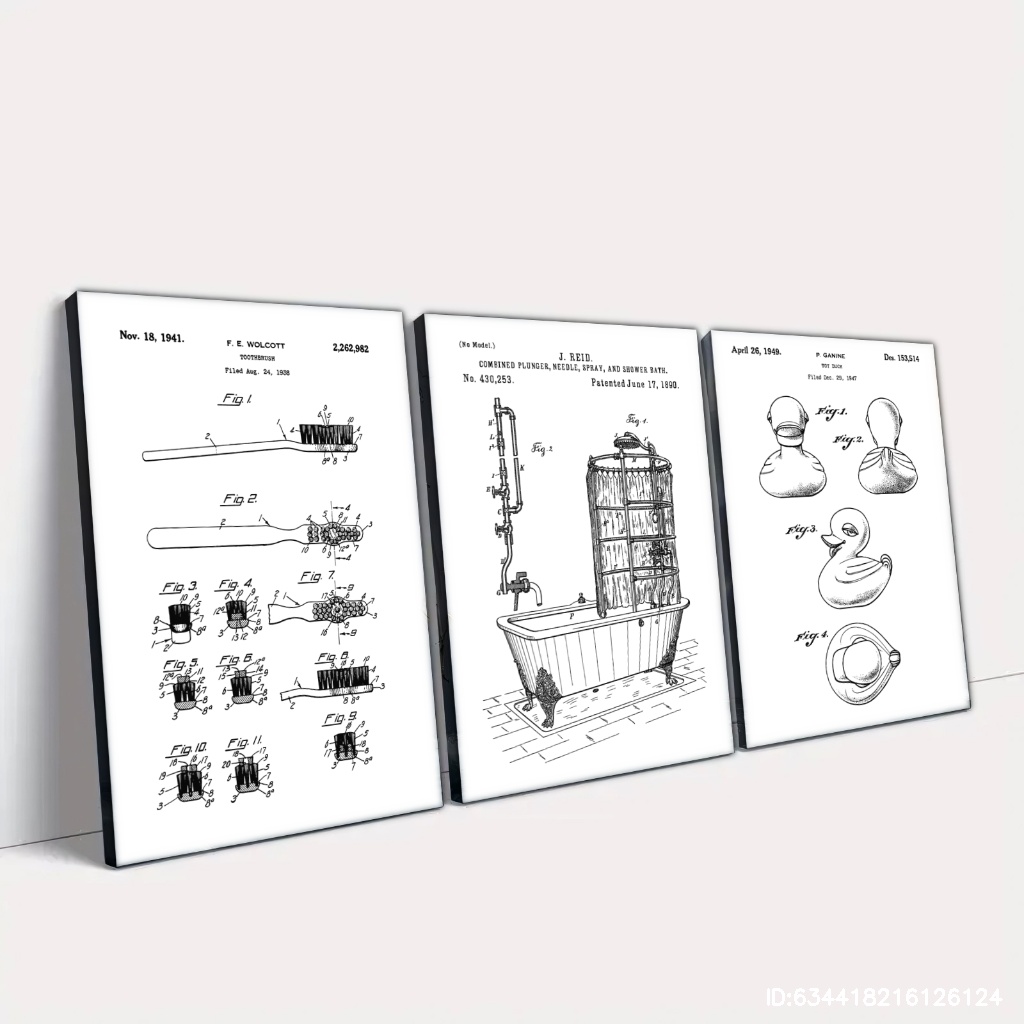 Nov. 18, 1941.
F. E. WOLCOTT
2,262,982
TOOTHBRUSH
Filed Aug. 24, 1938
Fig. 1.
Fig. 2.
Fig. 3.
Fig. 4.
Fig. 7.
Fig. 5.
Fig. 6.
Fig. 8.
Fig. 9.
Fig. 10.
Fig. 11.
(No Model.)
J. REID.
COMBINED PLUNGER, NEEDLE, SPRAY, AND SHOWER BATH.
No. 430,253.
Patented June 17, 1890.
Fig. 1
Fig. 2
April 26, 1949.
P. GANINE
Des. 153,514
TOY DUCK
Filed Dec. 29, 1947
Fig. 1.
Fig. 2.
Fig. 3.
Fig. 4.
ID:634418216126124